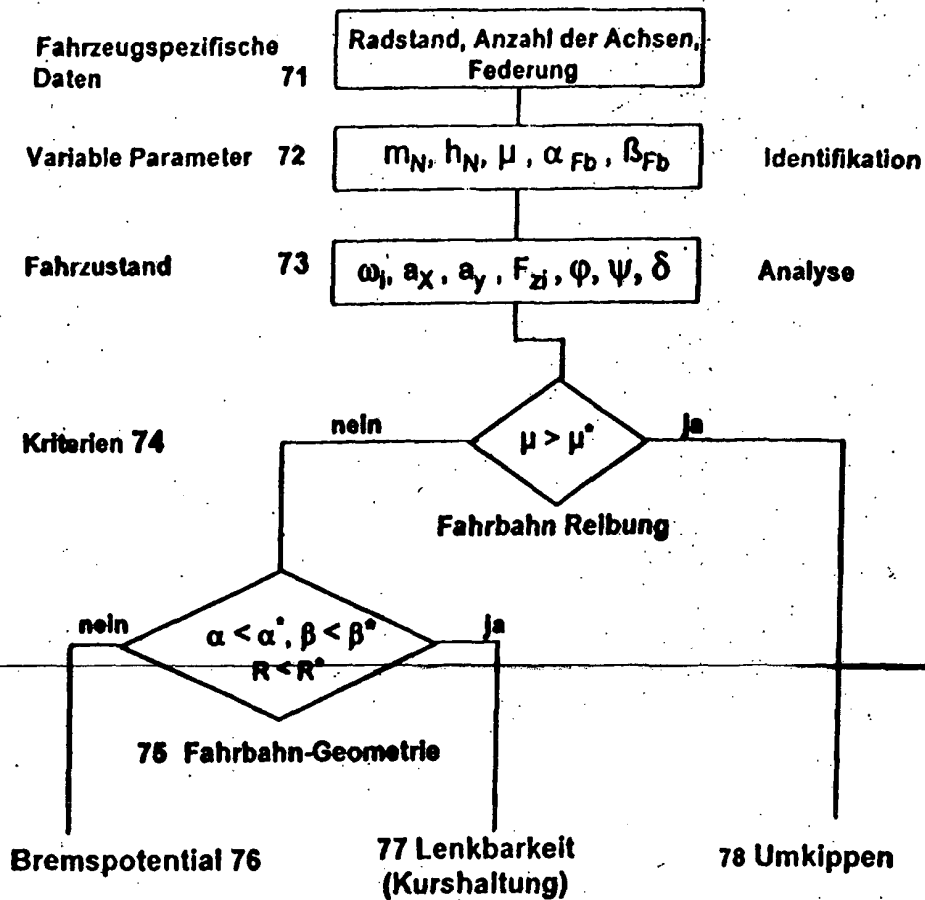 Fahrzeugspezifische
Daten 71
Radstand, Anzahl der Achsen,
Federung
Variable Parameter 72
m_N, h_N, μ, α_Fb, ß_Fb
Identifikation
Fahrzustand 73
ω_i, a_X, a_y, F_zi, φ, ψ, δ
Analyse
Kriterien 74
nein
μ > μ*
ja
Fahrbahn Reibung
nein
α < α*, β < β*
R < R*
ja
75 Fahrbahn-Geometrie
Bremspotential 76
77 Lenkbarkeit
(Kurshaltung)
78 Umkippen